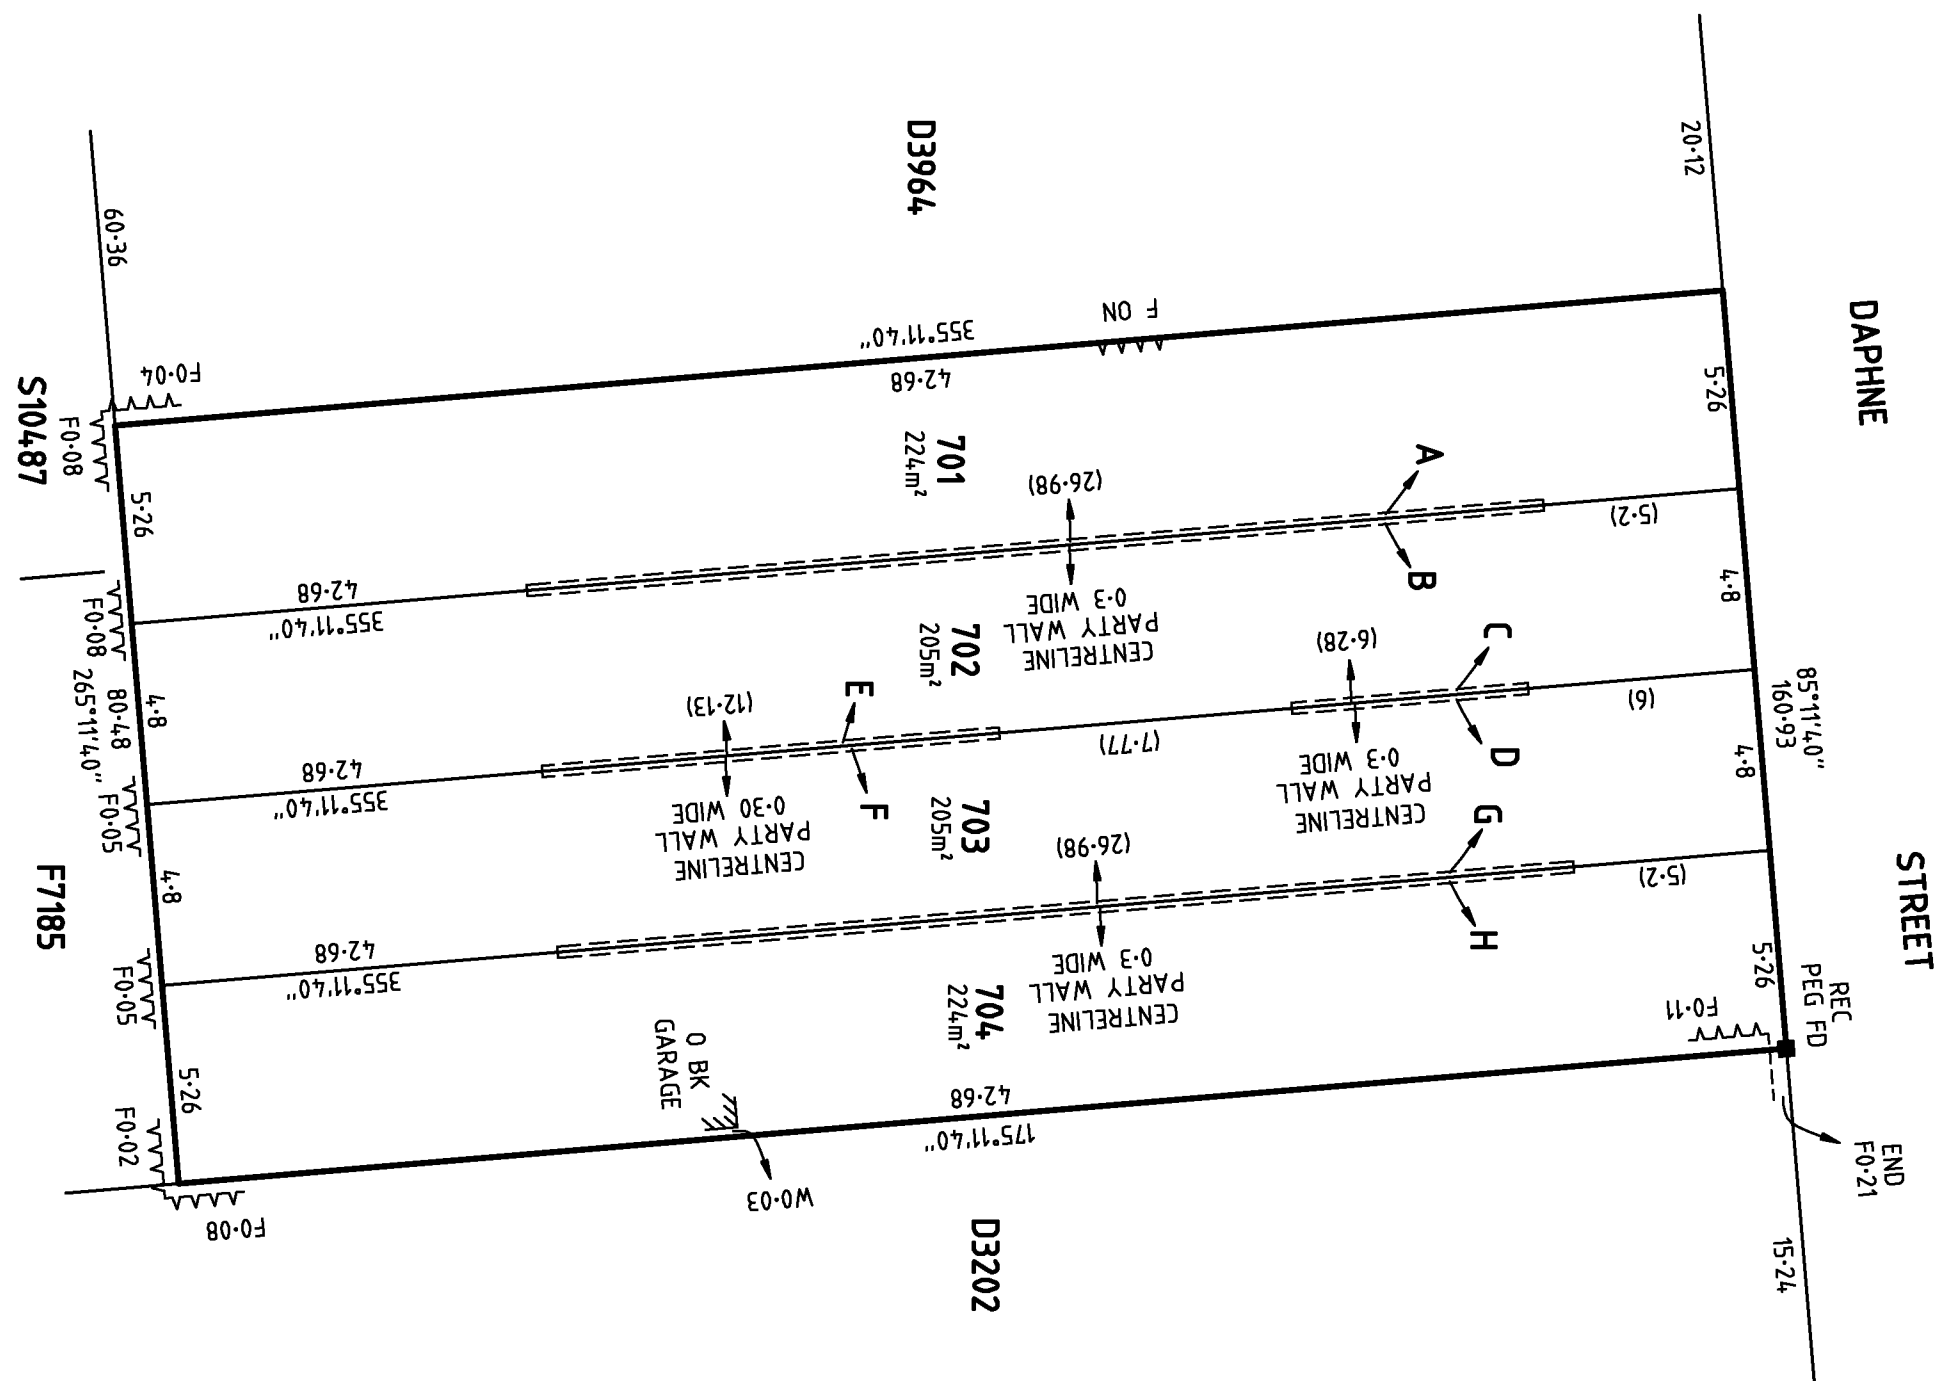 D3964
20·12
DAPHNE
60·36
F ON
355°11'40"
42·68
F0·04
5·26
S10487
F0·08
701
224m²
A
(26·98)
5·26
(5·2)
B
4·8
42·68
355°11'40"
F0·08
0·3 WIDE
PARTY WALL
CENTRELINE
702
205m²
C
(6·28)
(6)
85°11'40"
160·93
E
(12·13)
4·8
80·48
265°11'40"
(7·77)
D
4·8
0·3 WIDE
PARTY WALL
CENTRELINE
42·68
355°11'40"
F0·05
F
0·30 WIDE
PARTY WALL
CENTRELINE
703
205m²
G
(26·98)
4·8
F7185
(5·2)
STREET
H
42·68
355°11'40"
F0·05
0·3 WIDE
PARTY WALL
CENTRELINE
704
224m²
5·26
REC
PEG FD
F0·11
O BK
GARAGE
5·26
42·68
175°11'40"
F0·02
END
F0·21
W0·03
F0·08
D3202
15·24